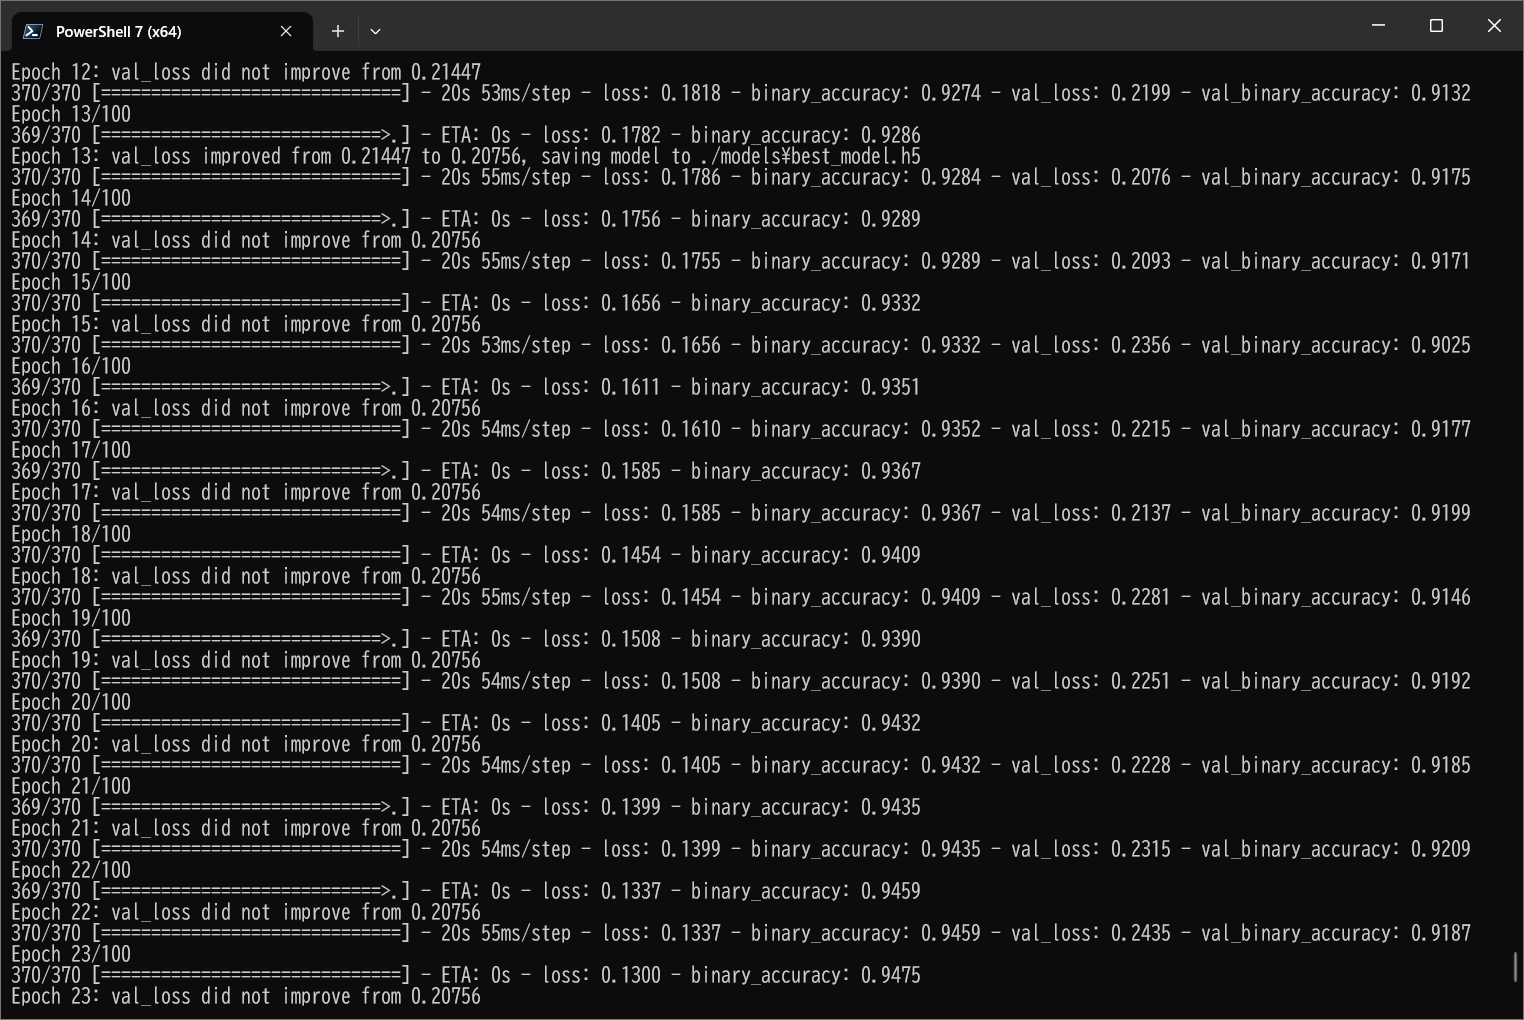 PowerShell 7 (x64)
Epoch 12: val_loss did not improve from 0.21447
370/370 [==============================] - 20s 53ms/step - loss: 0.1818 - binary_accuracy: 0.9274 - val_loss: 0.2199 - val_binary_accuracy: 0.9132
Epoch 13/100
369/370 [============================>.] - ETA: 0s - loss: 0.1782 - binary_accuracy: 0.9286
Epoch 13: val_loss improved from 0.21447 to 0.20756, saving model to ./models¥best_model.h5
370/370 [==============================] - 20s 55ms/step - loss: 0.1786 - binary_accuracy: 0.9284 - val_loss: 0.2076 - val_binary_accuracy: 0.9175
Epoch 14/100
369/370 [============================>.] - ETA: 0s - loss: 0.1756 - binary_accuracy: 0.9289
Epoch 14: val_loss did not improve from 0.20756
370/370 [==============================] - 20s 55ms/step - loss: 0.1755 - binary_accuracy: 0.9289 - val_loss: 0.2093 - val_binary_accuracy: 0.9171
Epoch 15/100
370/370 [==============================] - ETA: 0s - loss: 0.1656 - binary_accuracy: 0.9332
Epoch 15: val_loss did not improve from 0.20756
370/370 [==============================] - 20s 53ms/step - loss: 0.1656 - binary_accuracy: 0.9332 - val_loss: 0.2356 - val_binary_accuracy: 0.9025
Epoch 16/100
369/370 [============================>.] - ETA: 0s - loss: 0.1611 - binary_accuracy: 0.9351
Epoch 16: val_loss did not improve from 0.20756
370/370 [==============================] - 20s 54ms/step - loss: 0.1610 - binary_accuracy: 0.9352 - val_loss: 0.2215 - val_binary_accuracy: 0.9177
Epoch 17/100
369/370 [============================>.] - ETA: 0s - loss: 0.1585 - binary_accuracy: 0.9367
Epoch 17: val_loss did not improve from 0.20756
370/370 [==============================] - 20s 54ms/step - loss: 0.1585 - binary_accuracy: 0.9367 - val_loss: 0.2137 - val_binary_accuracy: 0.9199
Epoch 18/100
370/370 [==============================] - ETA: 0s - loss: 0.1454 - binary_accuracy: 0.9409
Epoch 18: val_loss did not improve from 0.20756
370/370 [==============================] - 20s 55ms/step - loss: 0.1454 - binary_accuracy: 0.9409 - val_loss: 0.2281 - val_binary_accuracy: 0.9146
Epoch 19/100
369/370 [============================>.] - ETA: 0s - loss: 0.1508 - binary_accuracy: 0.9390
Epoch 19: val_loss did not improve from 0.20756
370/370 [==============================] - 20s 54ms/step - loss: 0.1508 - binary_accuracy: 0.9390 - val_loss: 0.2251 - val_binary_accuracy: 0.9192
Epoch 20/100
370/370 [==============================] - ETA: 0s - loss: 0.1405 - binary_accuracy: 0.9432
Epoch 20: val_loss did not improve from 0.20756
370/370 [==============================] - 20s 54ms/step - loss: 0.1405 - binary_accuracy: 0.9432 - val_loss: 0.2228 - val_binary_accuracy: 0.9185
Epoch 21/100
369/370 [============================>.] - ETA: 0s - loss: 0.1399 - binary_accuracy: 0.9435
Epoch 21: val_loss did not improve from 0.20756
370/370 [==============================] - 20s 54ms/step - loss: 0.1399 - binary_accuracy: 0.9435 - val_loss: 0.2315 - val_binary_accuracy: 0.9209
Epoch 22/100
369/370 [============================>.] - ETA: 0s - loss: 0.1337 - binary_accuracy: 0.9459
Epoch 22: val_loss did not improve from 0.20756
370/370 [==============================] - 20s 55ms/step - loss: 0.1337 - binary_accuracy: 0.9459 - val_loss: 0.2435 - val_binary_accuracy: 0.9187
Epoch 23/100
370/370 [==============================] - ETA: 0s - loss: 0.1300 - binary_accuracy: 0.9475
Epoch 23: val_loss did not improve from 0.20756